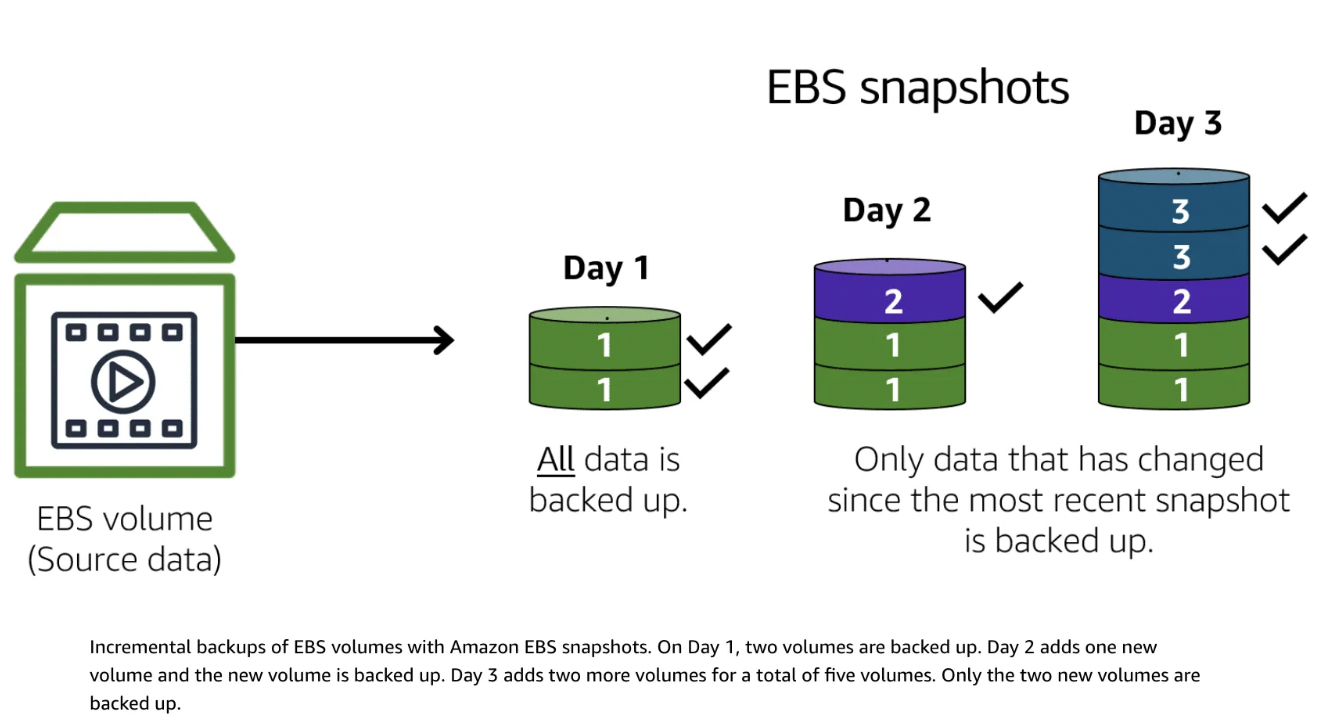 EBS snapshots
Day 1
Day 2
Day 3
1
1
2
1
1
3
3
2
1
1
All data is
backed up.
Only data that has changed
since the most recent snapshot
is backed up.
EBS volume
(Source data)
Incremental backups of EBS volumes with Amazon EBS snapshots. On Day 1, two volumes are backed up. Day 2 adds one new
volume and the new volume is backed up. Day 3 adds two more volumes for a total of five volumes. Only the two new volumes are
backed up.